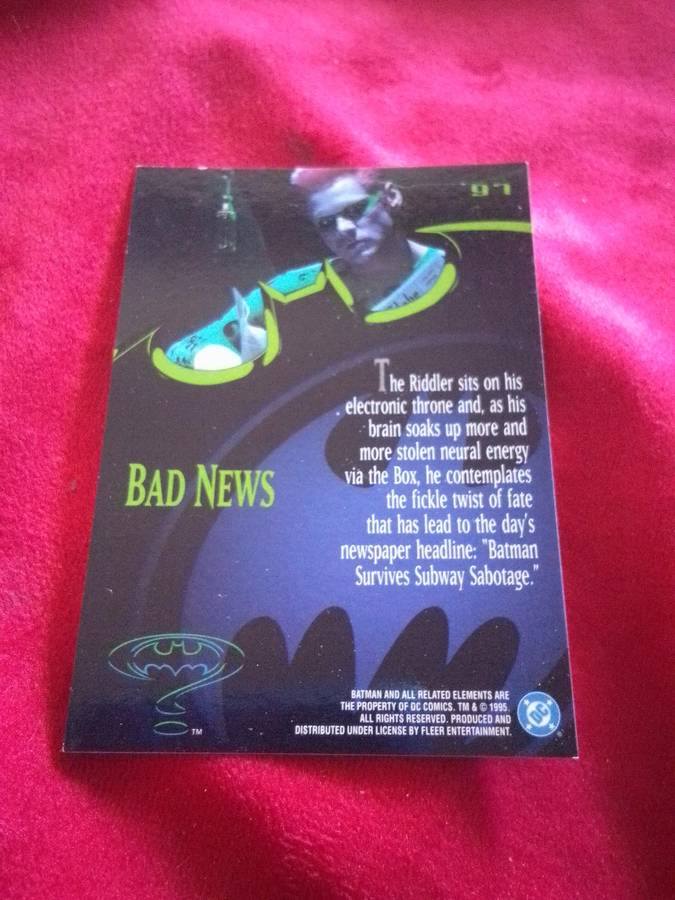 97
The Riddler sits on his
electronic throne and, as his
brain soaks up more and
more stolen neural energy
via the Box, he contemplates
the fickle twist of fate
that has lead to the day's
newspaper headline: "Batman
Survives Subway Sabotage."
BAD NEWS
TM
BATMAN AND ALL RELATED ELEMENTS ARE
THE PROPERTY OF DC COMICS. TM & © 1995.
ALL RIGHTS RESERVED. PRODUCED AND
DISTRIBUTED UNDER LICENSE BY FLEER ENTERTAINMENT.
DC
®